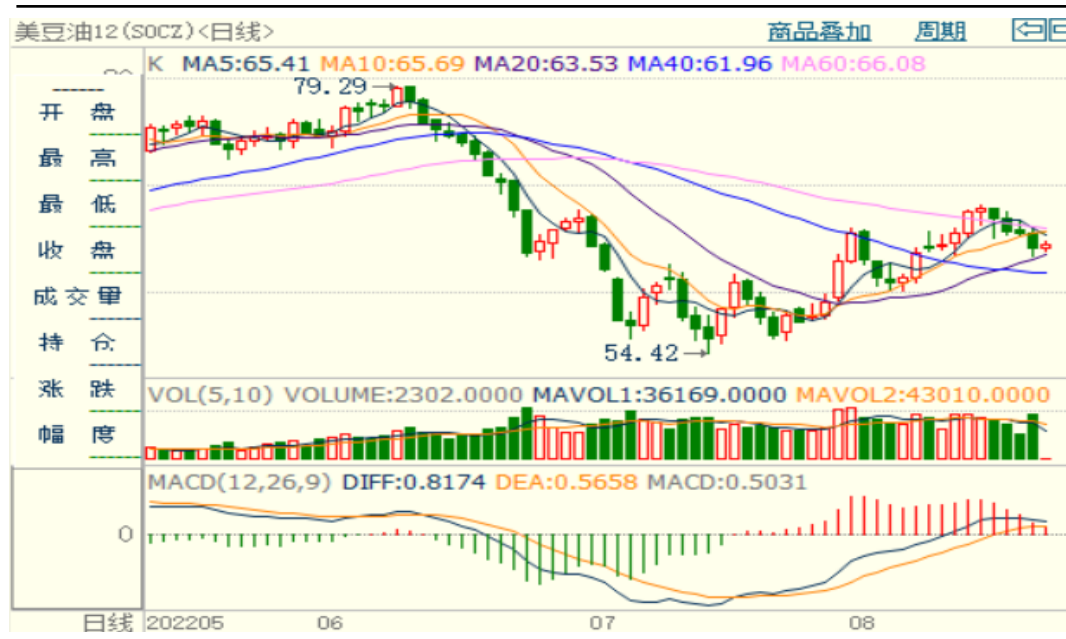 美豆油12(SOCZ)<日线> 商品叠加 周期
K MA5:65.41 MA10:65.69 MA20:63.53 MA40:61.96 MA60:66.08
79.29
开盘
最高
最低
收盘
成交量
持仓
涨跌
幅度
54.42
VOL(5,10) VOLUME:2302.0000 MAVOL1:36169.0000 MAVOL2:43010.0000
MACD(12,26,9) DIFF:0.8174 DEA:0.5658 MACD:0.5031
0
日线 202205 06 07 08